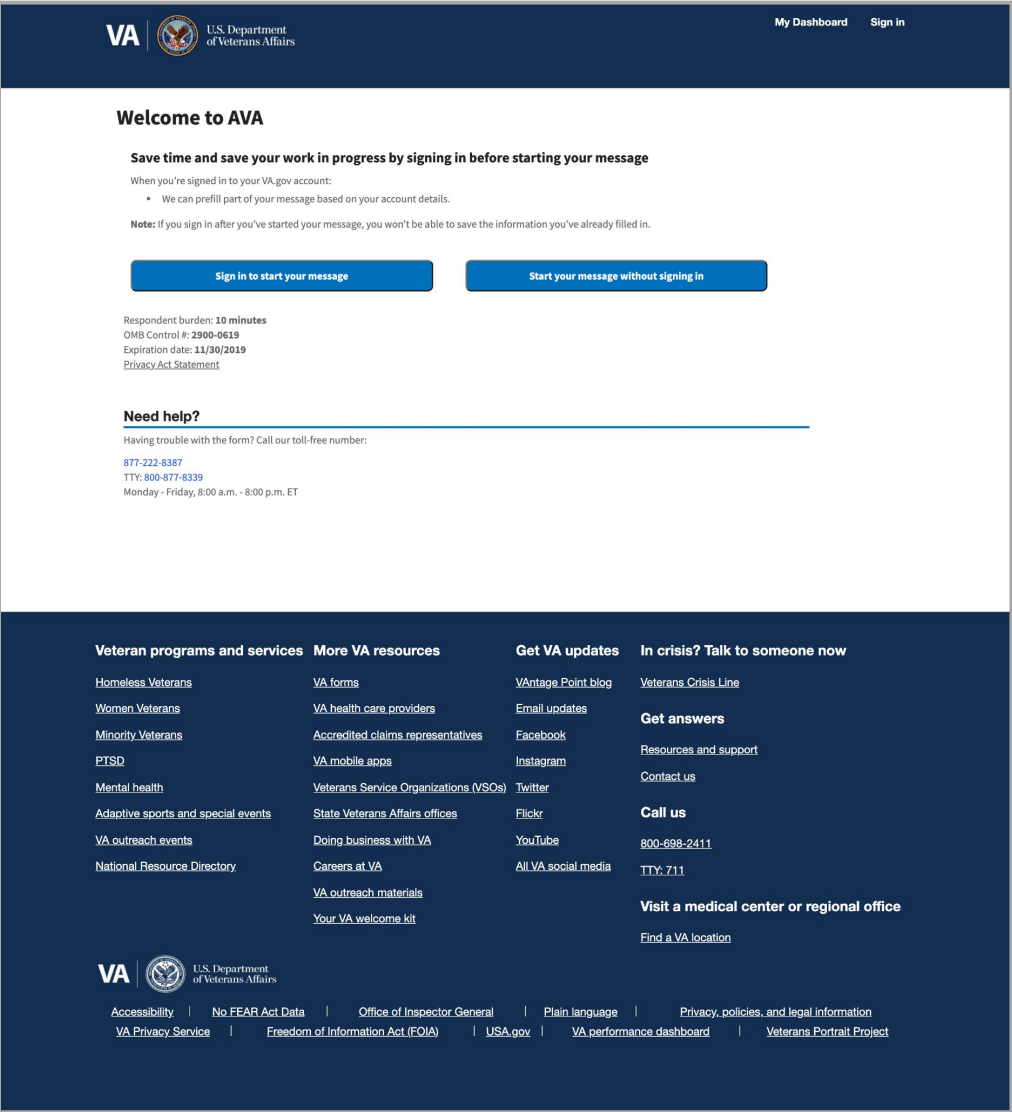 VA
U.S. Department
of Veterans Affairs
My Dashboard
Sign in
Welcome to AVA
Save time and save your work in progress by signing in before starting your message
When you're signed in to your VA.gov account:
▪ We can prefill part of your message based on your account details.
Note: If you sign in after you've started your message, you won't be able to save the information you've already filled in.
Sign in to start your message
Start your message without signing in
Respondent burden: 10 minutes
OMB Control #: 2900-0619
Expiration date: 11/30/2019
Privacy Act Statement
Need help?
Having trouble with the form? Call our toll-free number:
877-222-8387
TTY: 800-877-8339
Monday - Friday, 8:00 a.m. - 8:00 p.m. ET
Veteran programs and services
Homeless Veterans
Women Veterans
Minority Veterans
PTSD
Mental health
Adaptive sports and special events
VA outreach events
National Resource Directory
More VA resources
VA forms
VA health care providers
Accredited claims representatives
VA mobile apps
Veterans Service Organizations (VSOs)
State Veterans Affairs offices
Doing business with VA
Careers at VA
VA outreach materials
Your VA welcome kit
Get VA updates
VAntage Point blog
Email updates
Facebook
Instagram
Twitter
Flickr
YouTube
All VA social media
In crisis? Talk to someone now
Veterans Crisis Line
Get answers
Resources and support
Contact us
Call us
800-698-2411
TTY: 711
Visit a medical center or regional office
Find a VA location
VA
U.S. Department
of Veterans Affairs
Accessibility | No FEAR Act Data | Office of Inspector General | Plain language | Privacy, policies, and legal information
VA Privacy Service | Freedom of Information Act (FOIA) | USA.gov | VA performance dashboard | Veterans Portrait Project